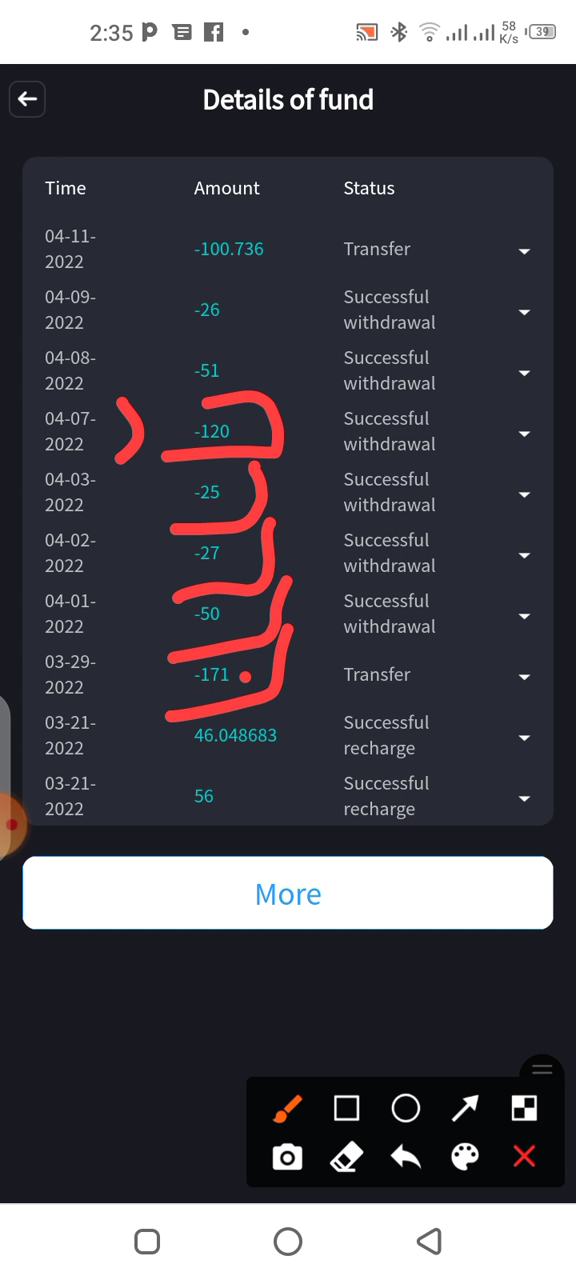 2:35
58
K/s
39
Details of fund
Time Amount Status
04-11-
2022 -100.736 Transfer
04-09-
2022 -26 Successful
withdrawal
04-08-
2022 -51 Successful
withdrawal
04-07-
2022 -120 Successful
withdrawal
04-03-
2022 -25 Successful
withdrawal
04-02-
2022 -27 Successful
withdrawal
04-01-
2022 -50 Successful
withdrawal
03-29-
2022 -171 Transfer
03-21-
2022 46.048683 Successful
recharge
03-21-
2022 56 Successful
recharge
More